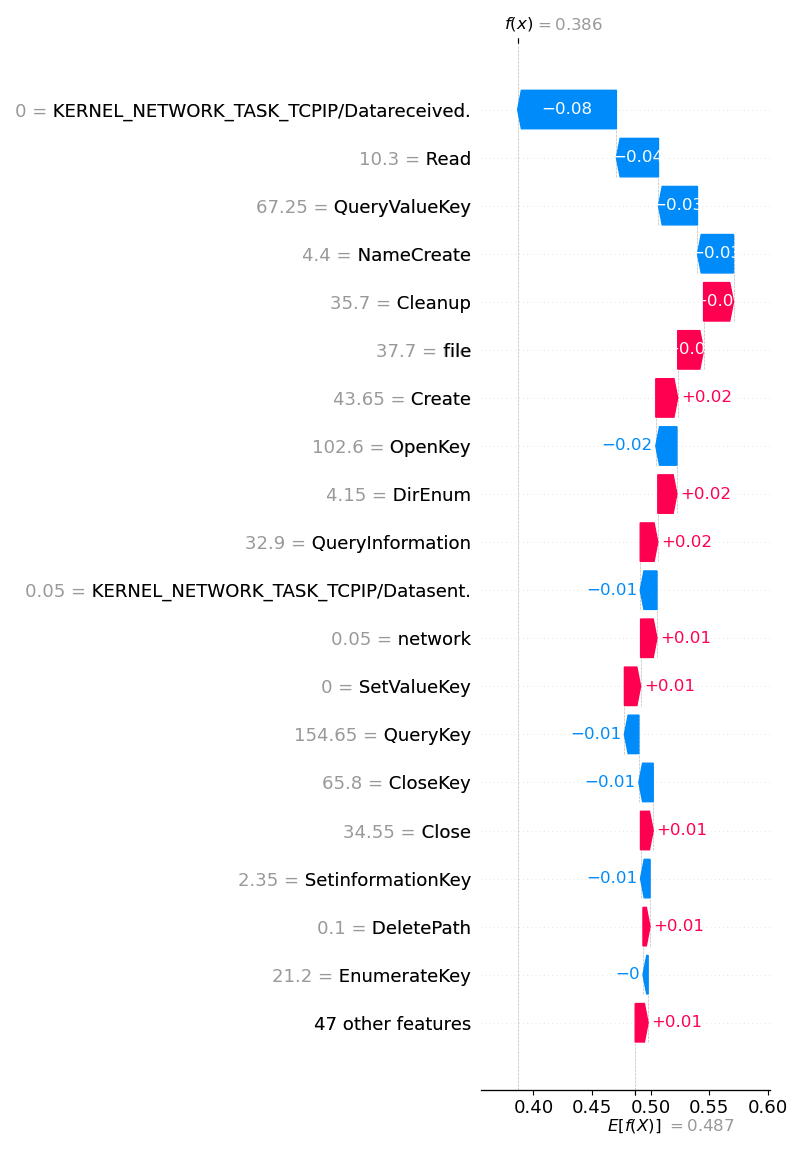 f(x) = 0.386
0 = KERNEL_NETWORK_TASK_TCPIP/Datareceived. −0.08
10.3 = Read −0.04
67.25 = QueryValueKey −0.03
4.4 = NameCreate
35.7 = Cleanup
37.7 = file
43.65 = Create +0.02
102.6 = OpenKey −0.02
4.15 = DirEnum +0.02
32.9 = QueryInformation +0.02
0.05 = KERNEL_NETWORK_TASK_TCPIP/Datasent. −0.01
0.05 = network +0.01
0 = SetValueKey +0.01
154.65 = QueryKey −0.01
65.8 = CloseKey −0.01
34.55 = Close +0.01
2.35 = SetinformationKey −0.01
0.1 = DeletePath +0.01
21.2 = EnumerateKey −0
47 other features +0.01
0.40 0.45 0.50 0.55 0.60
E[f(X)] = 0.487